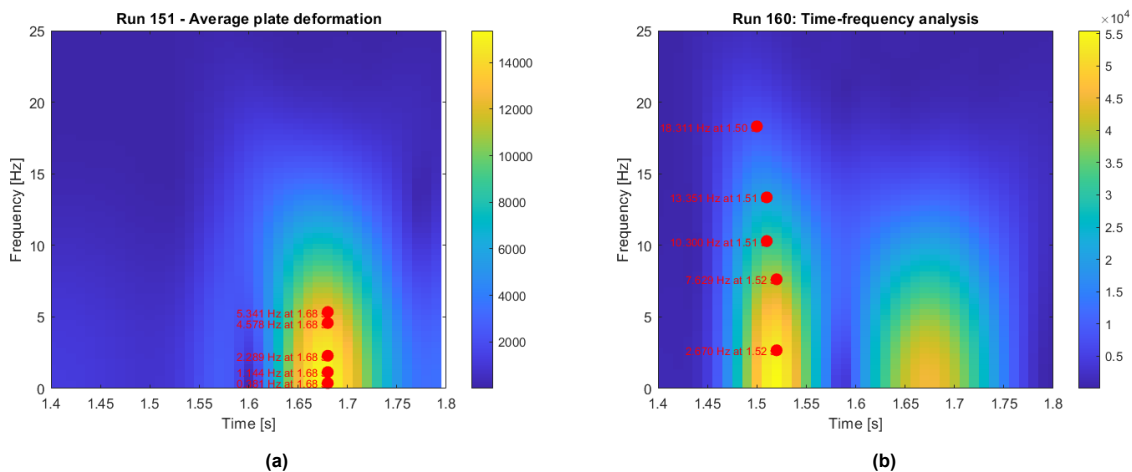 Run 151 - Average plate deformation
Frequency [Hz]
25
20
15
10
5
0
5.341 Hz at 1.68 s
4.578 Hz at 1.68 s
2.289 Hz at 1.68
1.144 Hz at 1.68
Hz at 1.68
1.4
1.45
1.5
1.55
1.6
1.65
1.7
1.75
1.8
Time [s]
14000
12000
10000
8000
6000
4000
2000
0
(a)
Run 160: Time-frequency analysis
Frequency [Hz]
25
20
15
10
5
0
Hz at 1.50
13.351 Hz at 1.51
Hz at 1.51
Hz at 1.52 s
Hz at 1.52 s
1.4
1.45
1.5
1.55
1.6
1.65
1.7
1.75
1.8
Time [s]
×10⁴
5.5
5
4.5
4
3.5
3
2.5
2
1.5
1
0.5
(b)